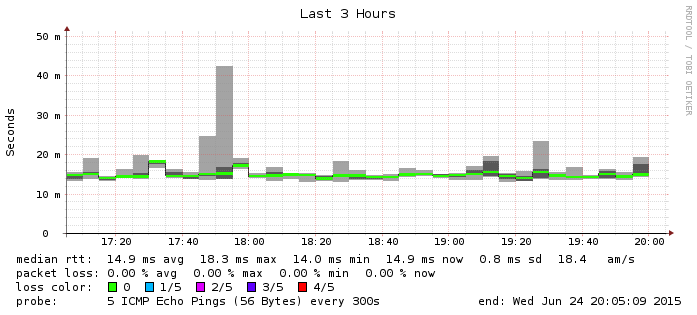 Last 3 Hours
RRDTOOL / TOBI OETIKER
Seconds
50 m
40 m
30 m
20 m
10 m
0
17:20 17:40 18:00 18:20 18:40 19:00 19:20 19:40 20:00
median rtt: 14.9 ms avg 18.3 ms max 14.0 ms min 14.9 ms now 0.8 ms sd 18.4 am/s
packet loss: 0.00 % avg 0.00 % max 0.00 % min 0.00 % now
loss color: 0 1/5 2/5 3/5 4/5
probe: 5 ICMP Echo Pings (56 Bytes) every 300s end: Wed Jun 24 20:05:09 2015